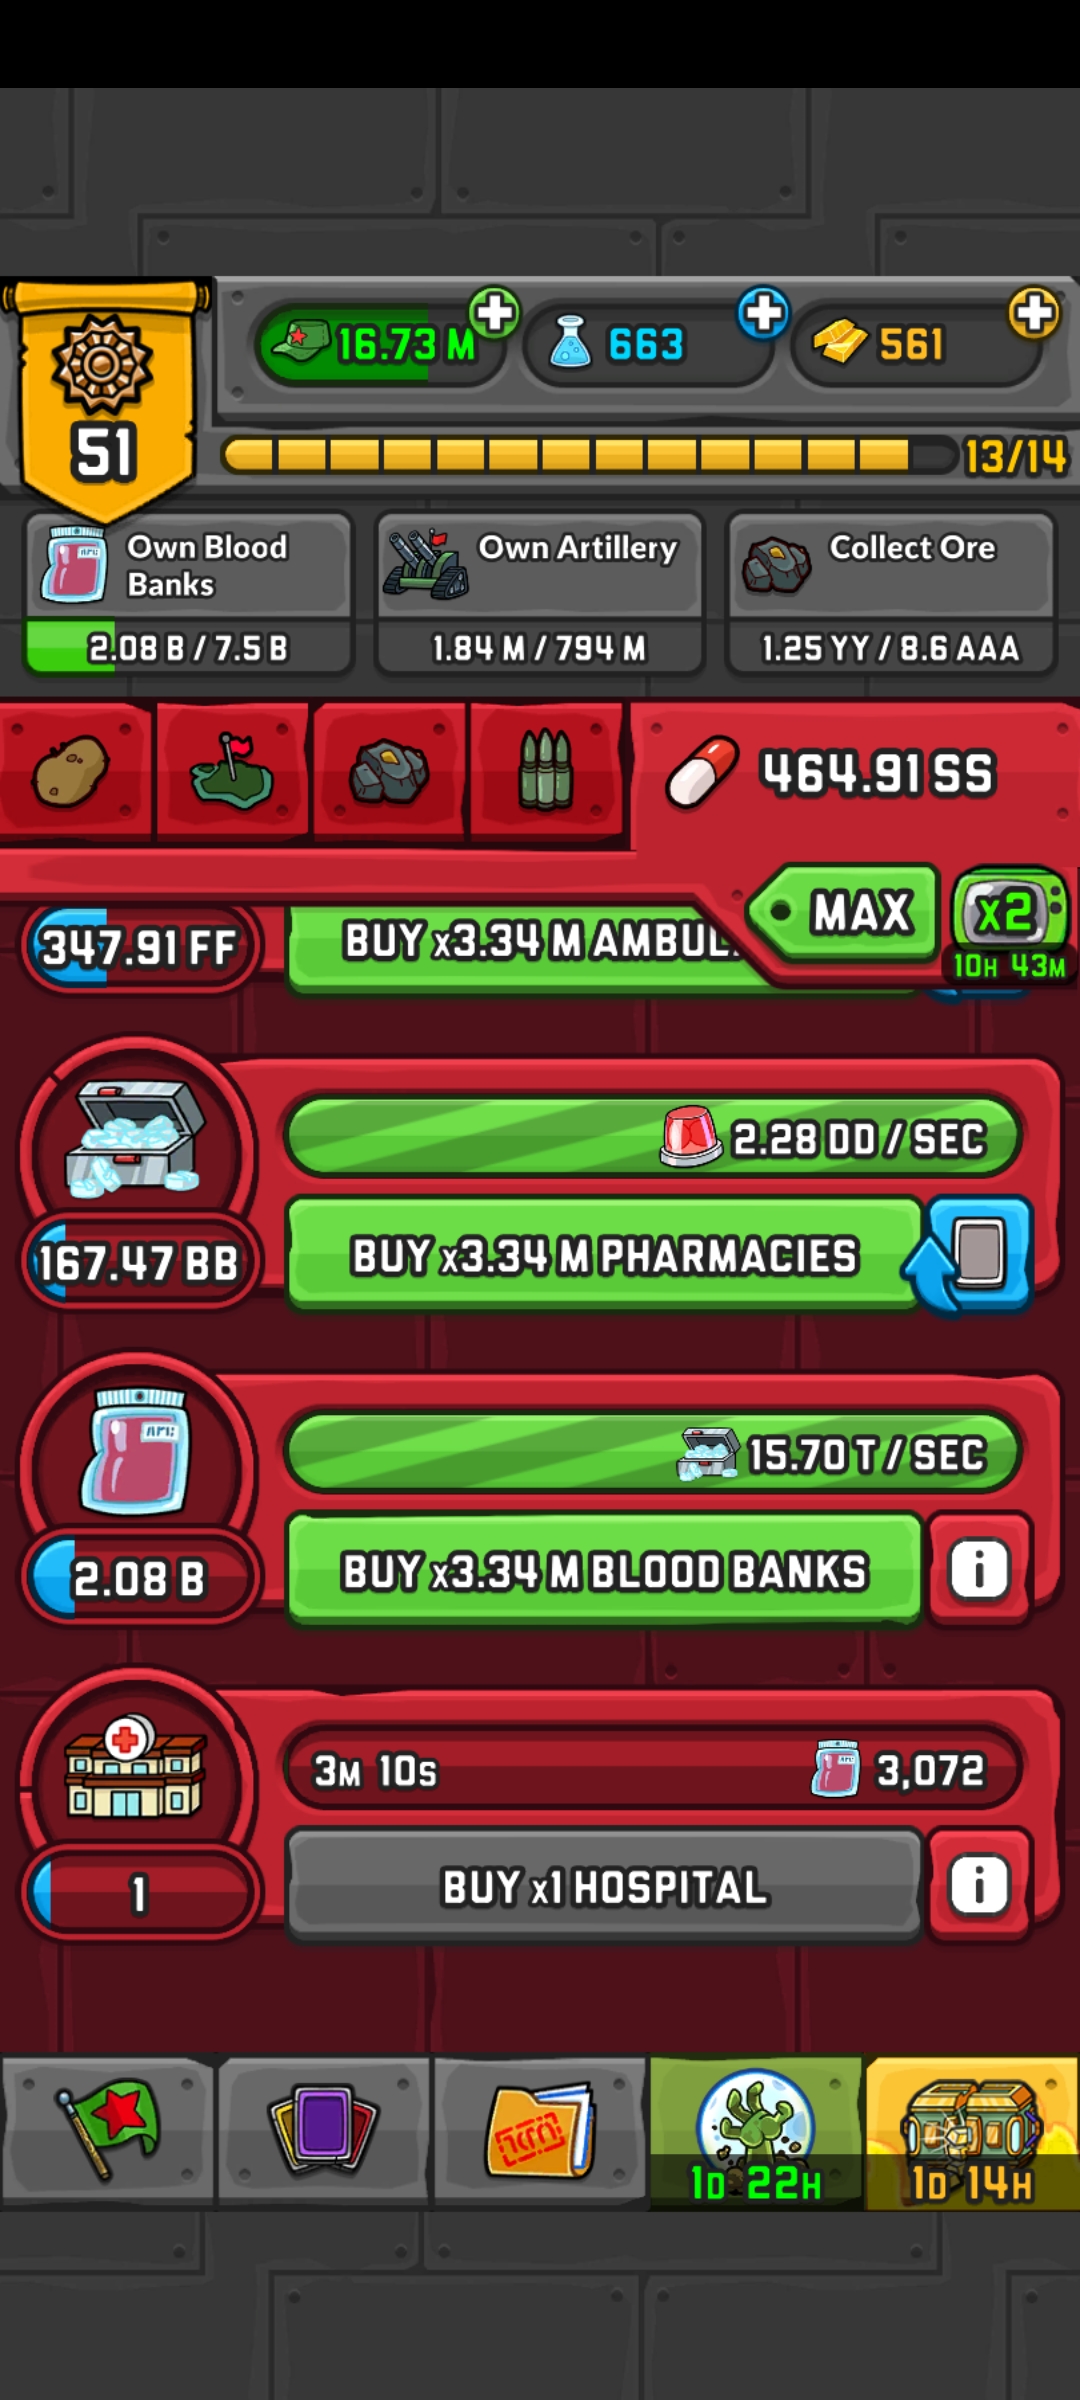 16.73 M
663
561
51
13/14
Own Blood
Banks
2.08 B / 7.5 B
Own Artillery
1.84 M / 794 M
Collect Ore
1.25 YY / 8.6 AAA
464.91 SS
MAX
x2
10H 43M
347.91 FF
BUY x3.34 M AMBUL
2.28 DD / SEC
167.47 BB
BUY x3.34 M PHARMACIES
15.70 T / SEC
2.08 B
BUY x3.34 M BLOOD BANKS
i
3M 10S
3,072
1
BUY x1 HOSPITAL
i
1D 22H
1D 14H